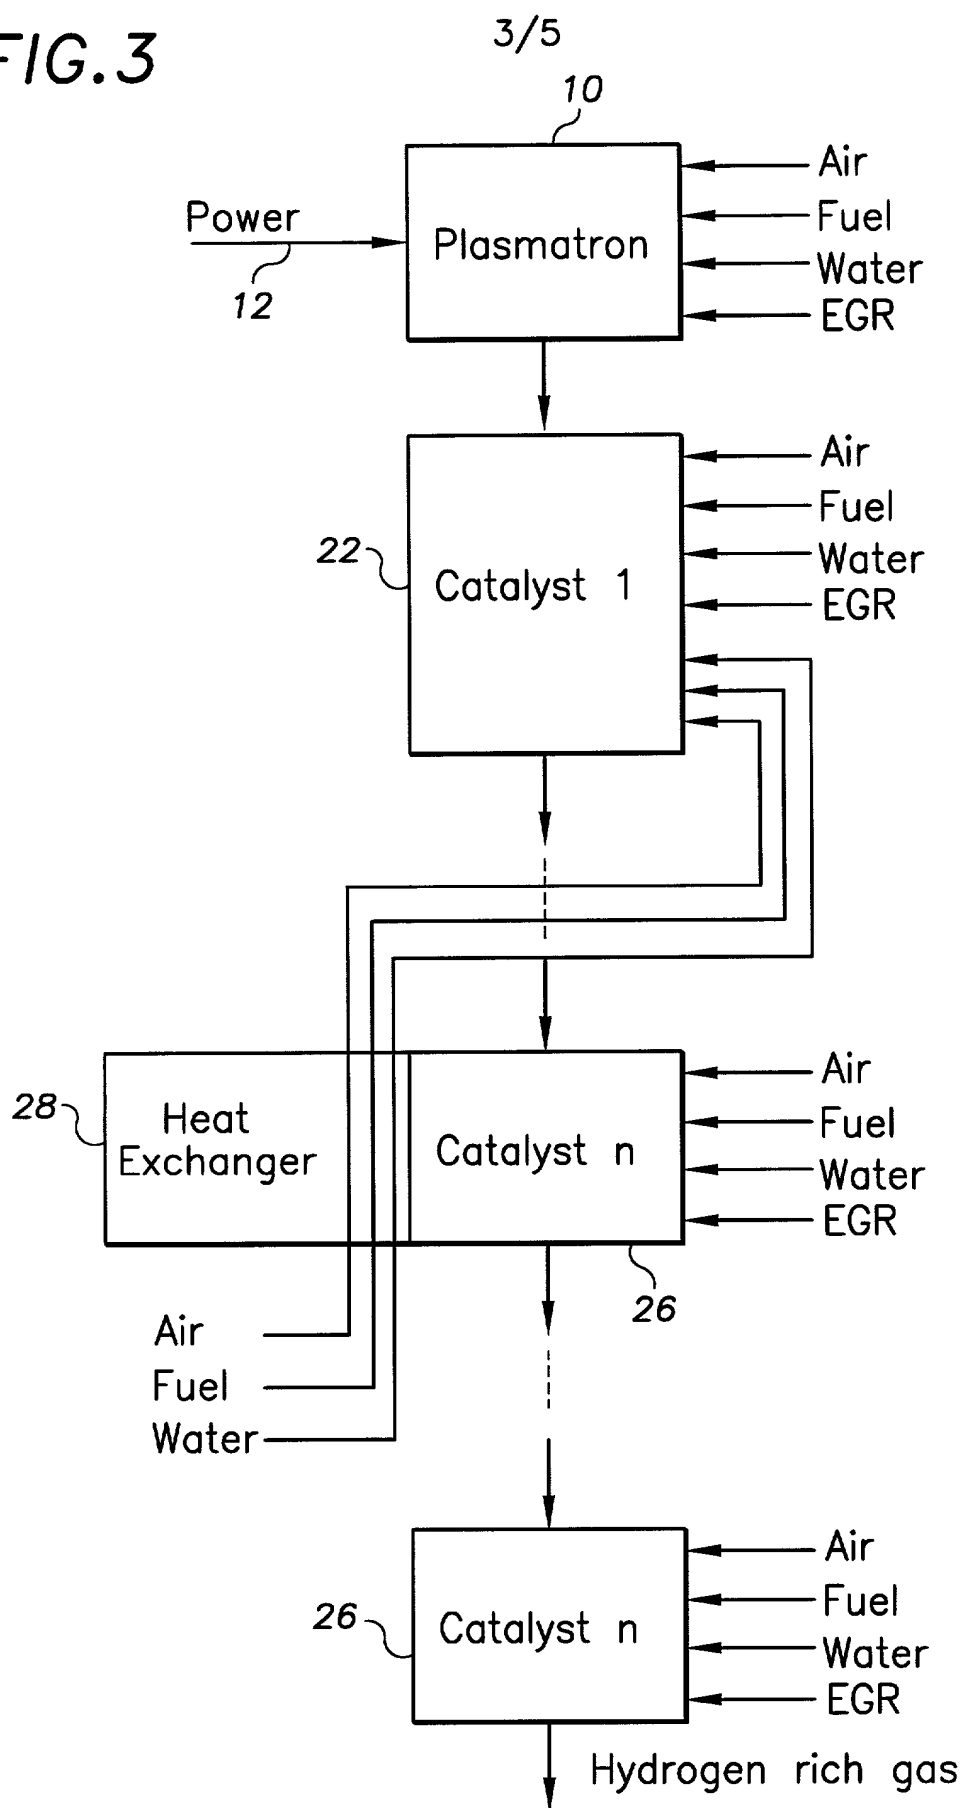 FIG.3
3/5
10
Air
Power
Fuel
Plasmatron
Water
12
EGR
Air
Fuel
22
Water
Catalyst 1
EGR
Air
28
Heat
Exchanger
Fuel
Catalyst n
Water
EGR
26
Air
Fuel
Water
Air
26
Fuel
Catalyst n
Water
EGR
Hydrogen rich gas